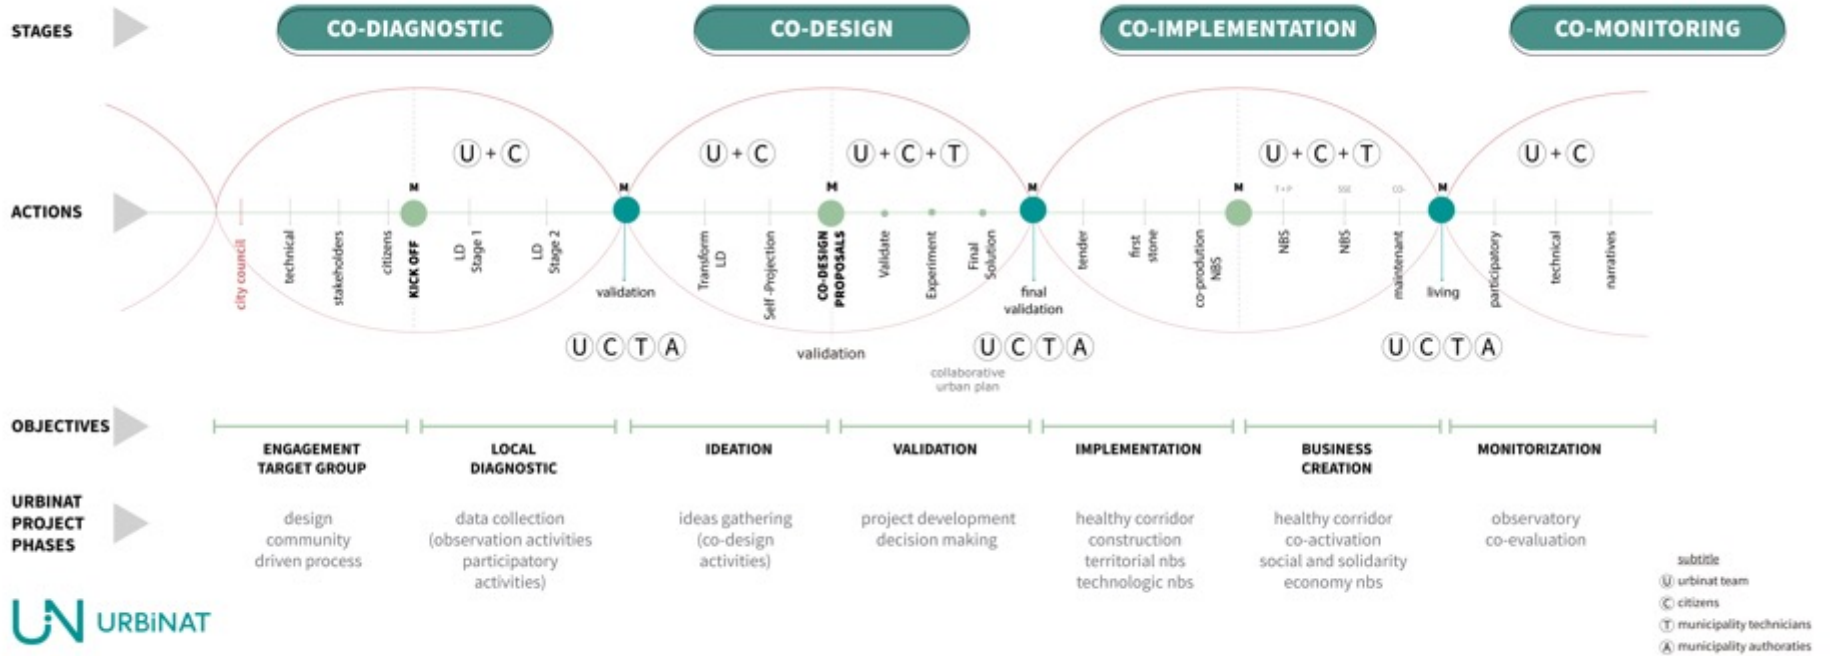 STAGES
CO-DIAGNOSTIC
CO-DESIGN
CO-IMPLEMENTATION
CO-MONITORING
U + C
U + C
U + C + T
U + C + T
U + C
M
M
M
M
M
M
T + P
SSE
CO-
ACTIONS
city council
technical
stakeholders
citizens
KICK OFF
LD
Stage 1
LD
Stage 2
validation
Transform
LD
Self -Projection
CO-DESIGN
PROPOSALS
Validate
Experiment
Final
Solution
final
validation
tender
first
stone
co-prodution
NBS
NBS
NBS
maintenant
living
participatory
technical
narratives
U C T A
validation
U C T A
collaborative
urban plan
U C T A
OBJECTIVES
ENGAGEMENT
TARGET GROUP
LOCAL
DIAGNOSTIC
IDEATION
VALIDATION
IMPLEMENTATION
BUSINESS
CREATION
MONITORIZATION
URBINAT
PROJECT
PHASES
design
community
driven process
data collection
(observation activities
participatory
activities)
ideas gathering
(co-design
activities)
project development
decision making
healthy corridor
construction
territorial nbs
technologic nbs
healthy corridor
co-activation
social and solidarity
economy nbs
observatory
co-evaluation
subtitle
U urbinat team
C citizens
T municipality technicians
A municipality authoraties
UN URBiNAT